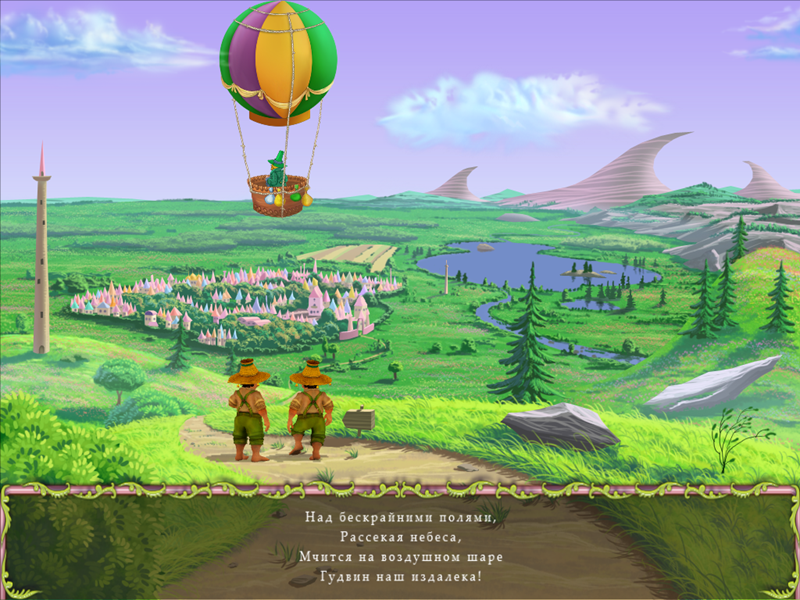 Над бескрайними полями,
Рассекая небеса,
Мчится на воздушном шаре
Гудвин наш издалека!